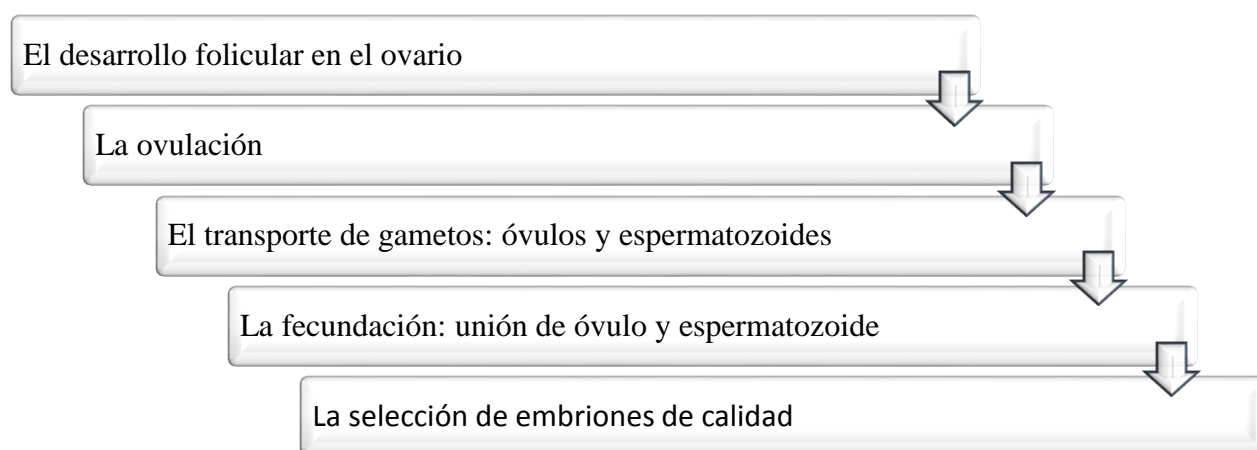 El desarrollo folicular en el ovario
La ovulación
El transporte de gametos: óvulos y espermatozoides
La fecundación: unión de óvulo y espermatozoide
La selección de embriones de calidad